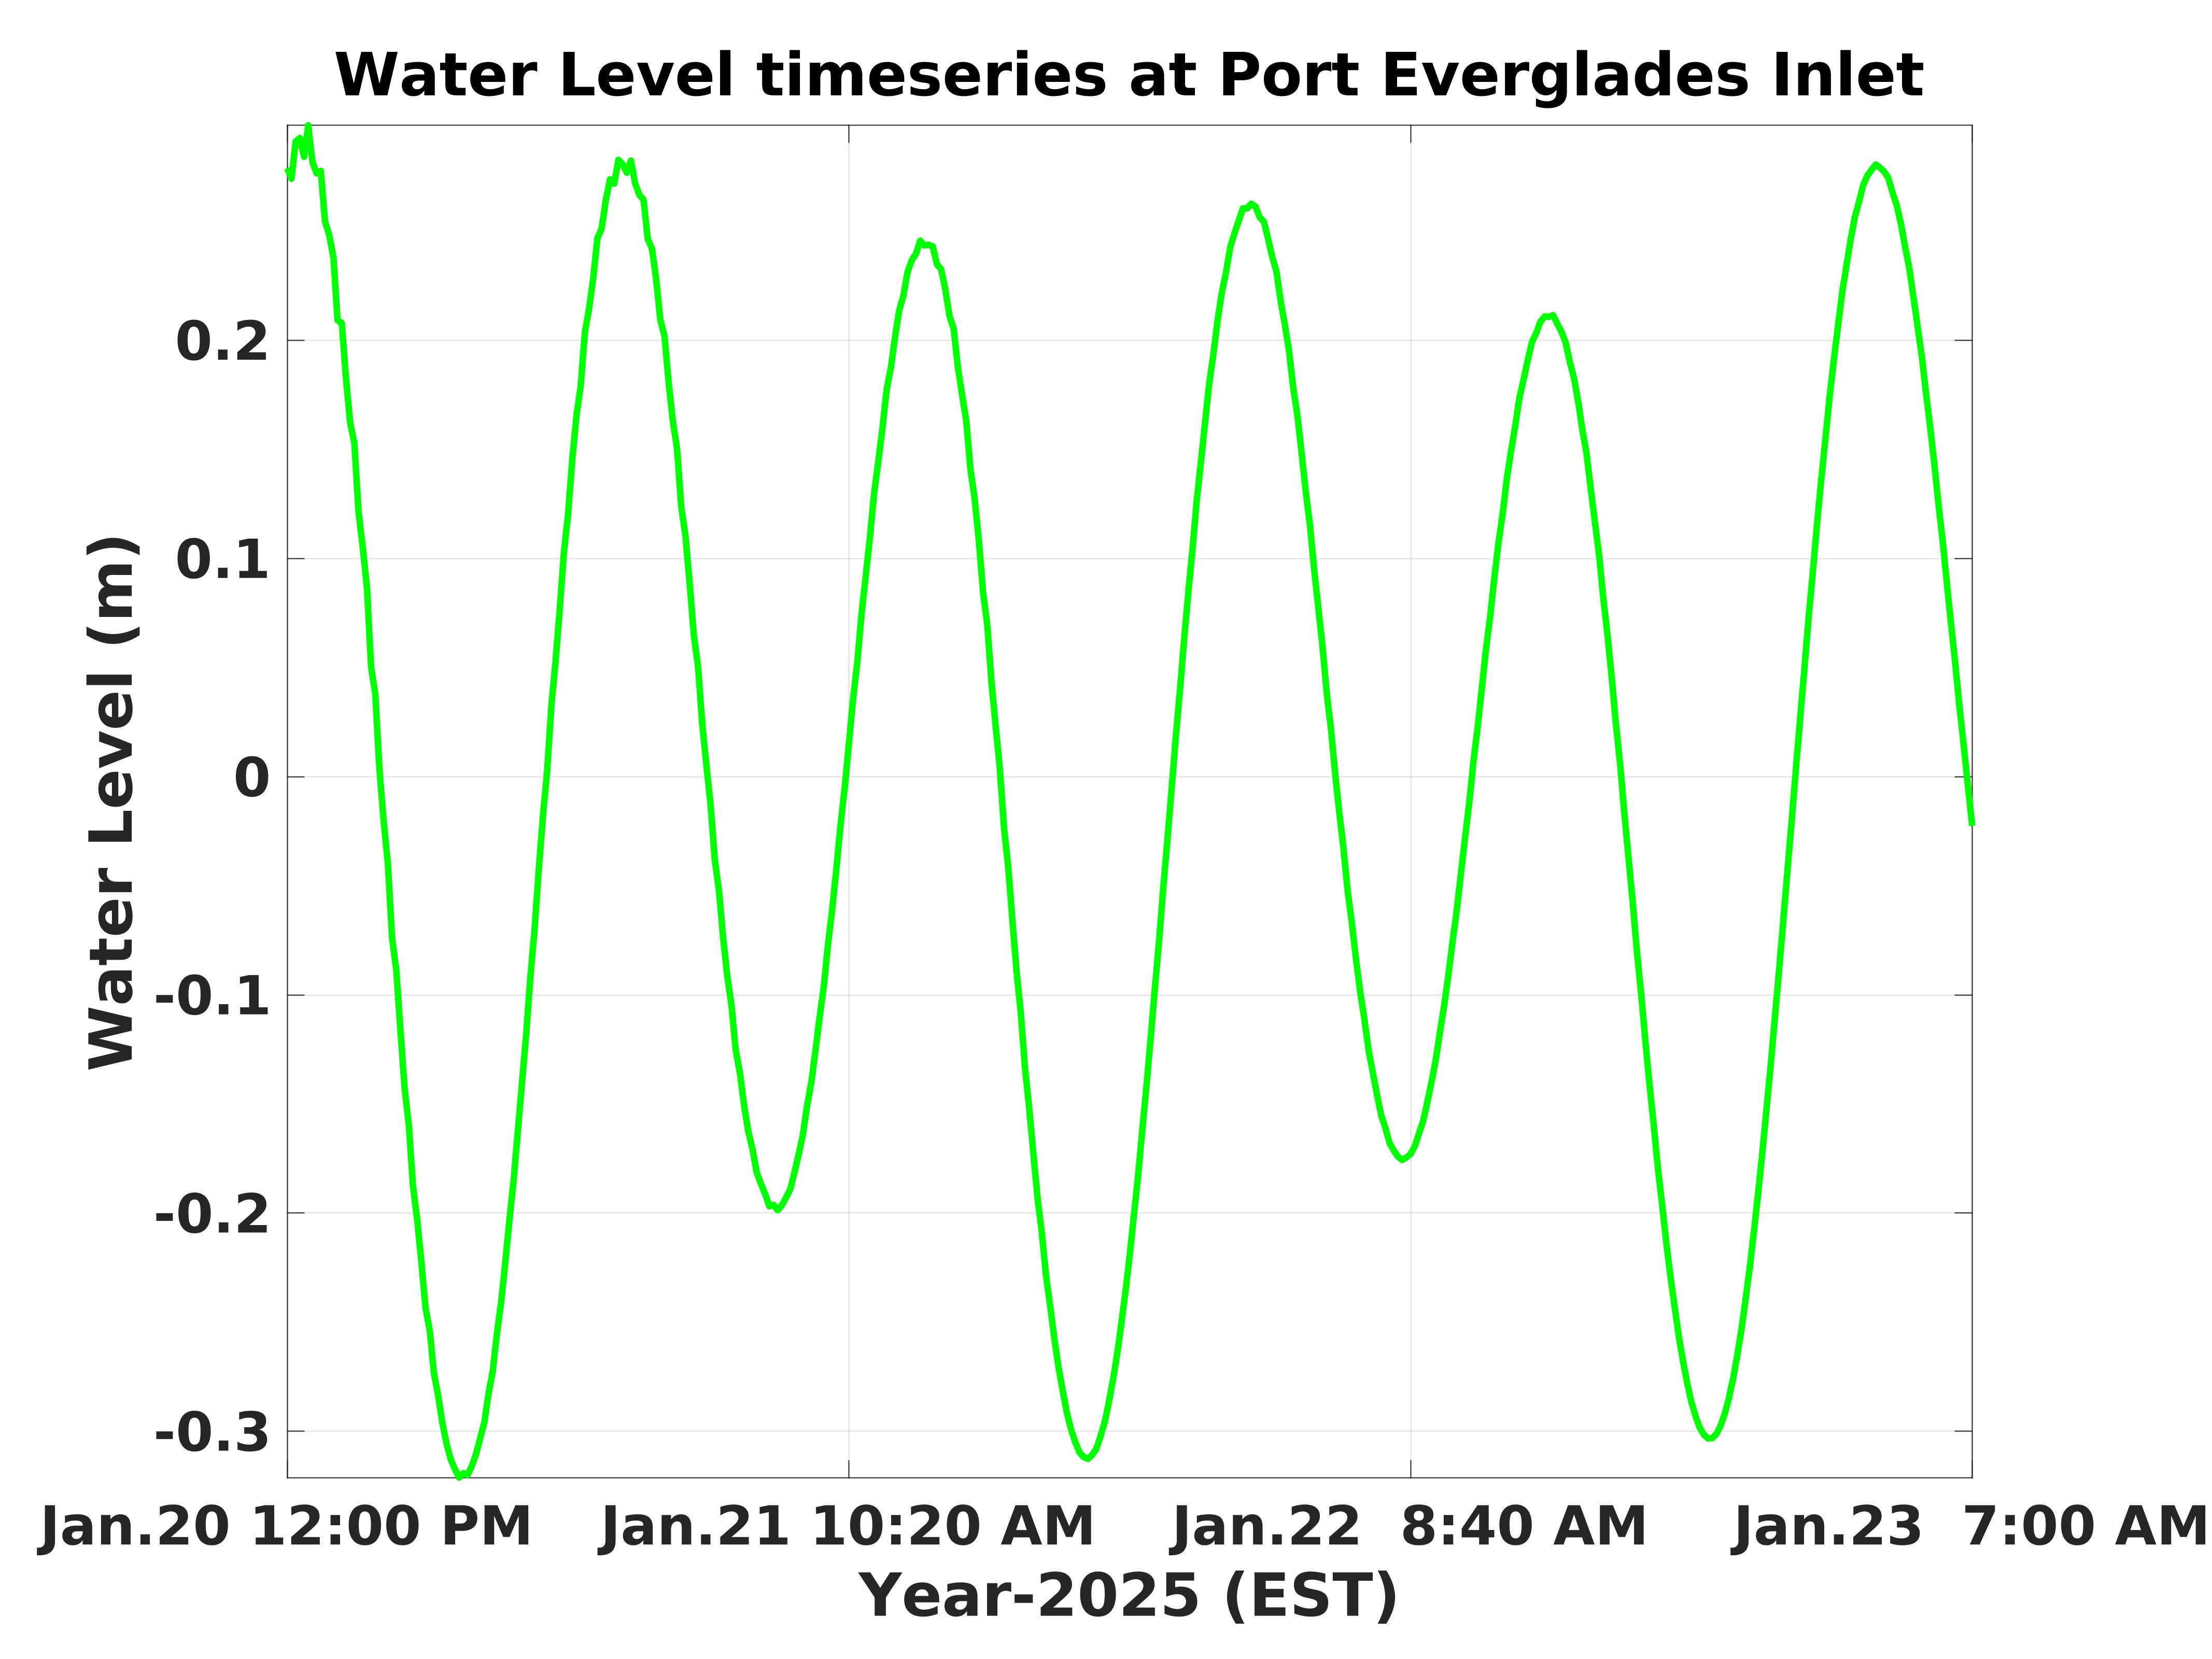 Water Level timeseries at Port Everglades Inlet
Water Level (m)
0.2
0.1
0
-0.1
-0.2
-0.3
Jan.20 12:00 PM Jan.21 10:20 AM Jan.22 8:40 AM Jan.23 7:00 AM
Year-2025 (EST)